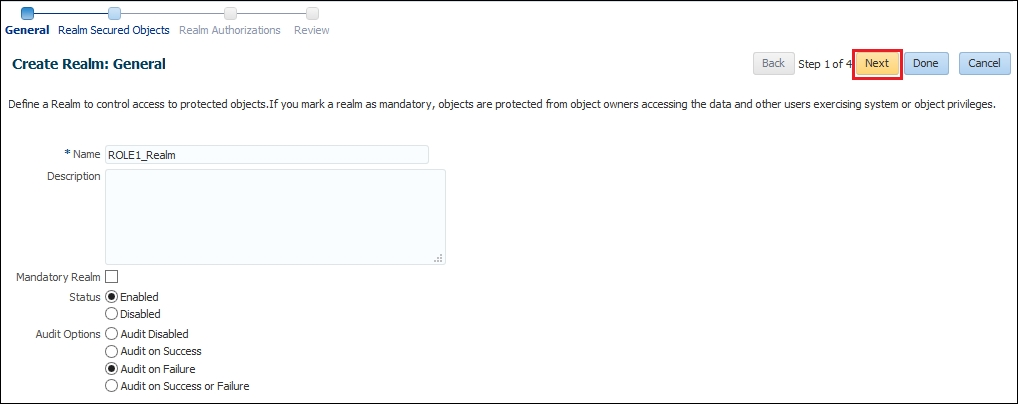 General Realm Secured Objects Realm Authorizations Review
Create Realm: General Back Step 1 of 4 Next Done Cancel
Define a Realm to control access to protected objects.If you mark a realm as mandatory, objects are protected from object owners accessing the data and other users exercising system or object privileges.
* Name ROLE1_Realm
Description
Mandatory Realm
Status Enabled
Disabled
Audit Options Audit Disabled
Audit on Success
Audit on Failure
Audit on Success or Failure